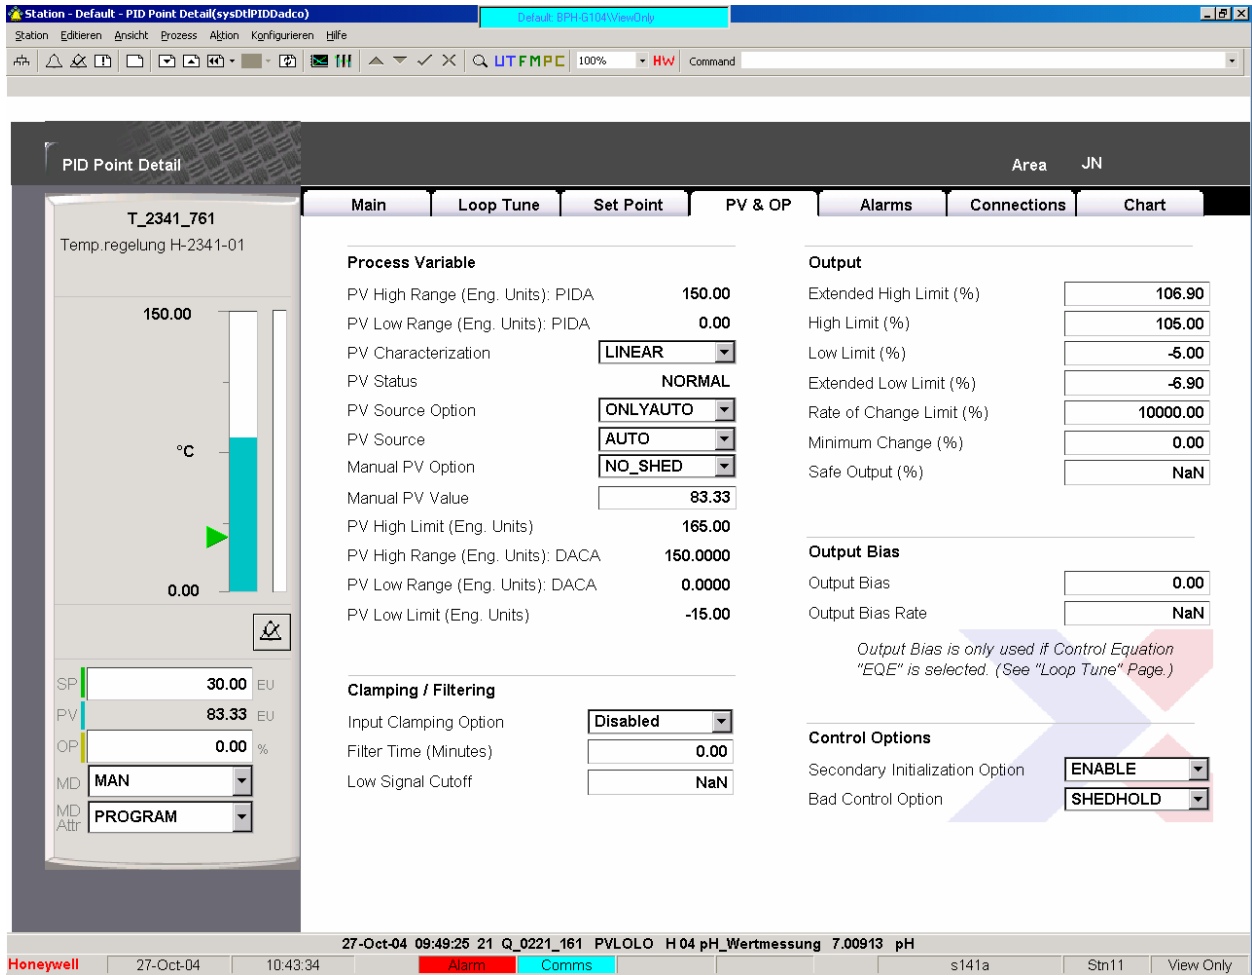 Station - Default - PID Point Detail(sysDtlPIDDadco)
Default: BPH-G104\ViewOnly
Station Editieren Ansicht Prozess Aktion Konfigurieren Hilfe
UTFMPC 100% HW Command
PID Point Detail
Area JN
Main Loop Tune Set Point PV & OP Alarms Connections Chart
T_2341_761
Temp.regelung H-2341-01
150.00
°C
0.00
SP 30.00 EU
PV 83.33 EU
OP 0.00 %
MD MAN
MD Attr PROGRAM
Process Variable
PV High Range (Eng. Units): PIDA 150.00
PV Low Range (Eng. Units): PIDA 0.00
PV Characterization LINEAR
PV Status NORMAL
PV Source Option ONLYAUTO
PV Source AUTO
Manual PV Option NO_SHED
Manual PV Value 83.33
PV High Limit (Eng. Units) 165.00
PV High Range (Eng. Units): DACA 150.0000
PV Low Range (Eng. Units): DACA 0.0000
PV Low Limit (Eng. Units) -15.00
Clamping / Filtering
Input Clamping Option Disabled
Filter Time (Minutes) 0.00
Low Signal Cutoff NaN
Output
Extended High Limit (%) 106.90
High Limit (%) 105.00
Low Limit (%) -5.00
Extended Low Limit (%) -6.90
Rate of Change Limit (%) 10000.00
Minimum Change (%) 0.00
Safe Output (%) NaN
Output Bias
Output Bias 0.00
Output Bias Rate NaN
Output Bias is only used if Control Equation
"EQE" is selected. (See "Loop Tune" Page.)
Control Options
Secondary Initialization Option ENABLE
Bad Control Option SHEDHOLD
27-Oct-04 09:49:25 21 Q_0221_161 PVLOLO H 04 pH_Wertmessung 7.00913 pH
Honeywell 27-Oct-04 10:43:34 Alarm Comms s141a Stn11 View Only